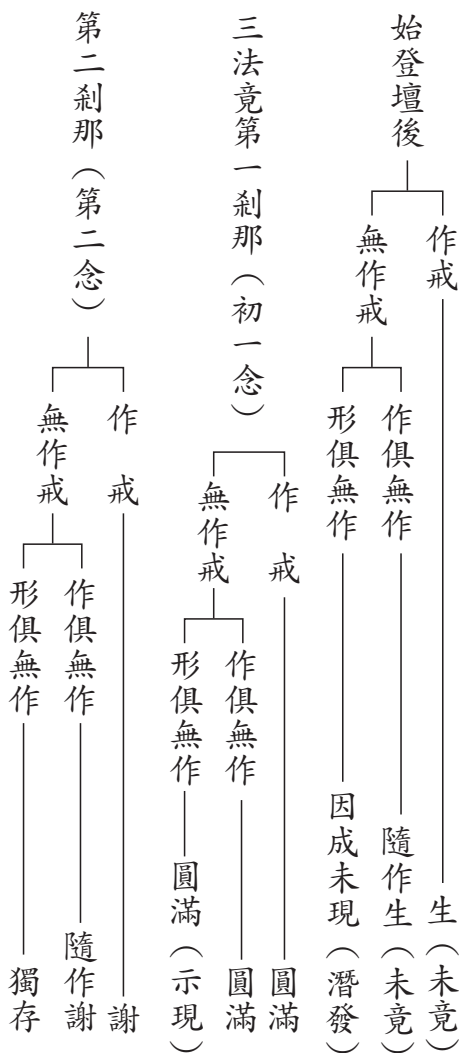 始登壇後
作戒
生(未竟)
無作戒
作俱無作
隨作生(未竟)
形俱無作
因成未現(潛發)
三法竟第一剎那(初一念)
作戒
圓滿
無作戒
作俱無作
圓滿
形俱無作
圓滿(示現)
第二剎那(第二念)
作戒
謝
無作戒
作俱無作
隨作謝
形俱無作
獨存